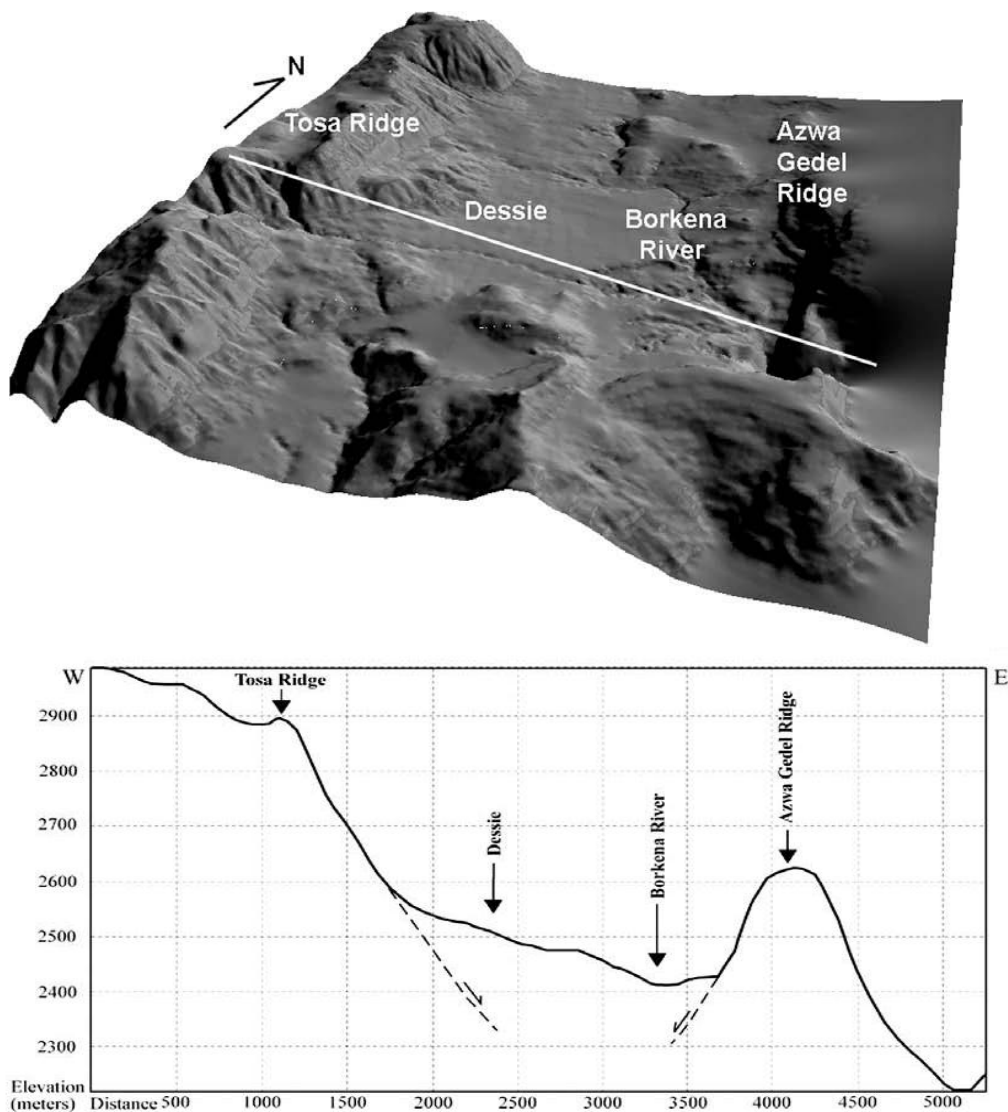 N
Tosa Ridge
Azwa
Gedel
Ridge
Dessie
Borkena
River
W
E
Tosa Ridge
Azwa Gedel Ridge
Dessie
Borkena River
2900
2800
2700
2600
2500
2400
2300
Elevation
(meters) Distance 500 1000 1500 2000 2500 3000 3500 4000 4500 5000